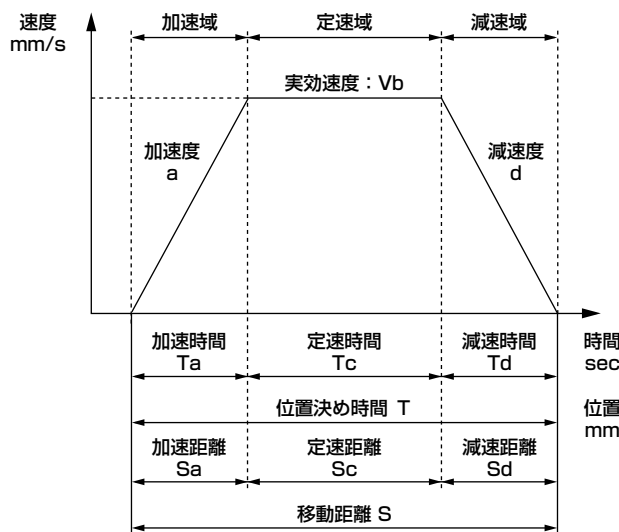 速度
mm/s
加速域
定速域
減速域
実効速度：Vb
加速度
a
減速度
d
加速時間
Ta
定速時間
Tc
減速時間
Td
時間
sec
位置決め時間 T
位置
mm
加速距離
Sa
定速距離
Sc
減速距離
Sd
移動距離 S